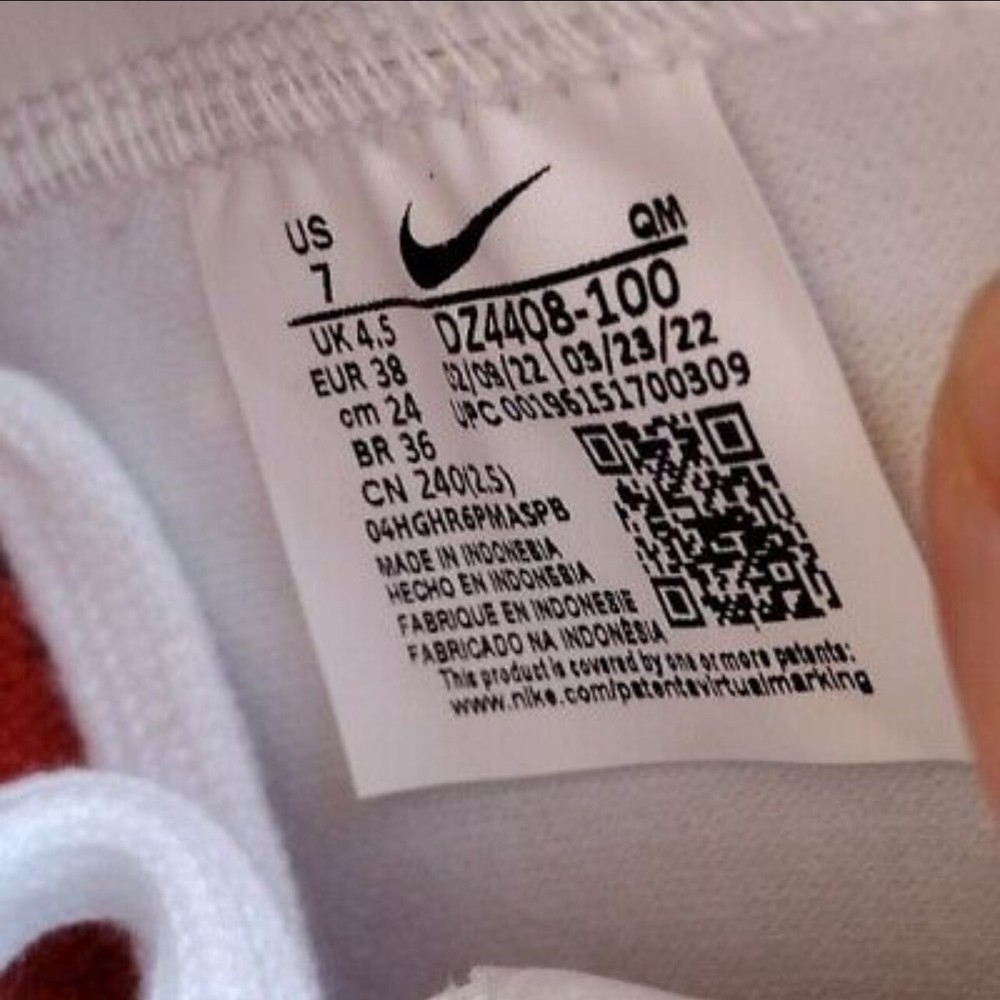 US
7
QM
UK 4.5
EUR 38
cm 24
BR 36
CN 240(2.5)
DZ4408-100
02/09/22 | 03/23/22
UPC 00196151700309
04HGHR6PMASPB
MADE IN INDONESIA
HECHO EN INDONESIA
FABRIQUE EN INDONESIE
FABRICADO NA INDONÉSIA
This product is covered by one or more patents:
www.nike.com/patentsvirtualmarking